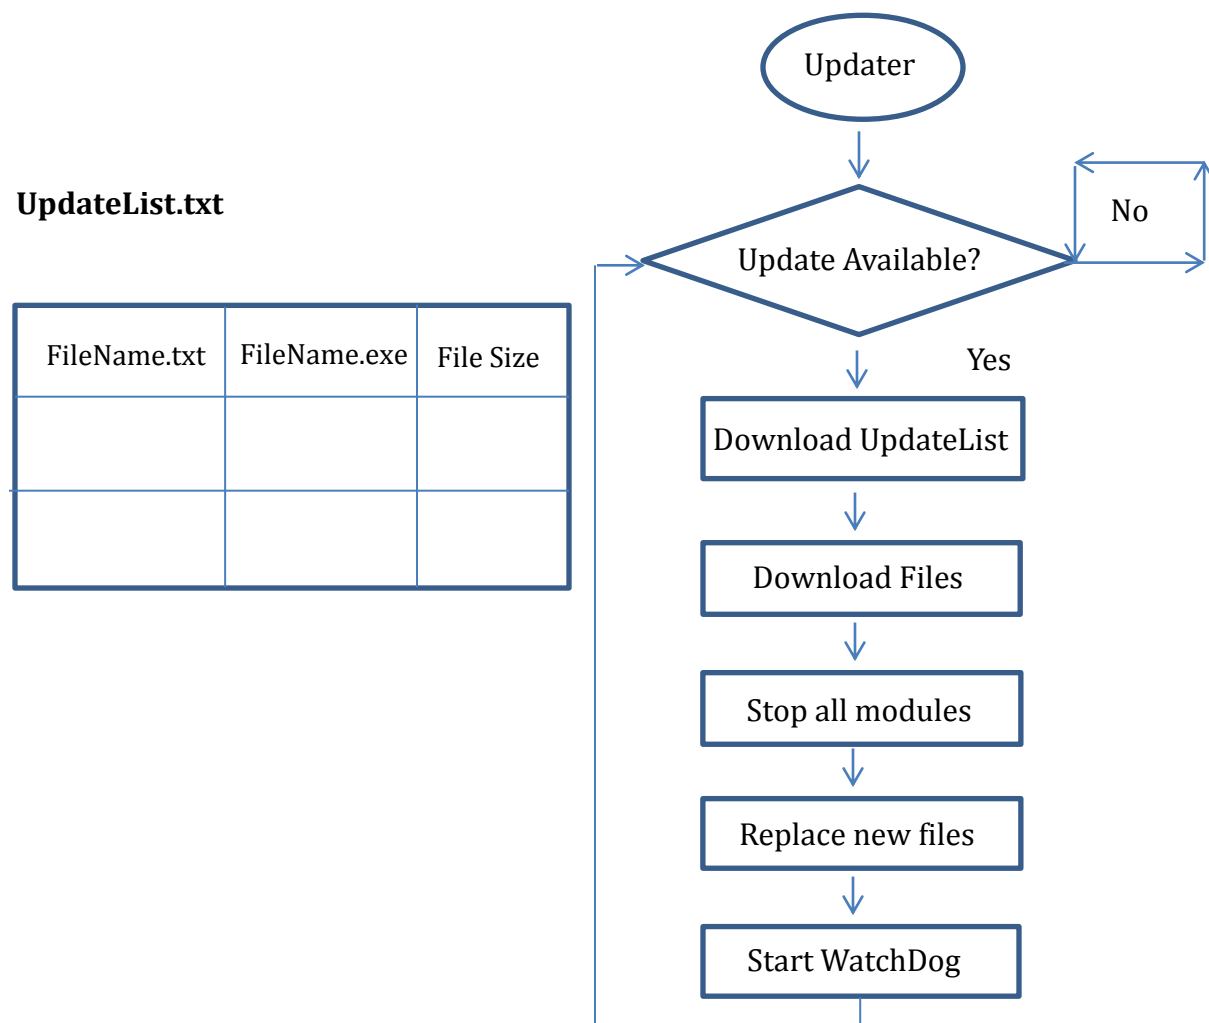 Updater
UpdateList.txt
No
Update Available?
FileName.txt FileName.exe File Size
Yes
Download UpdateList
Download Files
Stop all modules
Replace new files
Start WatchDog